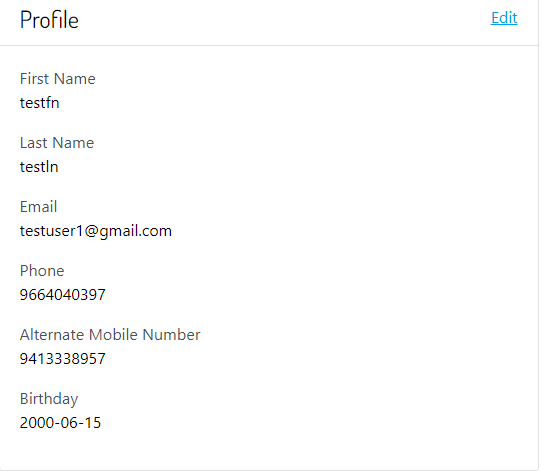 Profile
Edit
First Name
testfn
Last Name
testln
Email
testuser1@gmail.com
Phone
9664040397
Alternate Mobile Number
9413338957
Birthday
2000-06-15